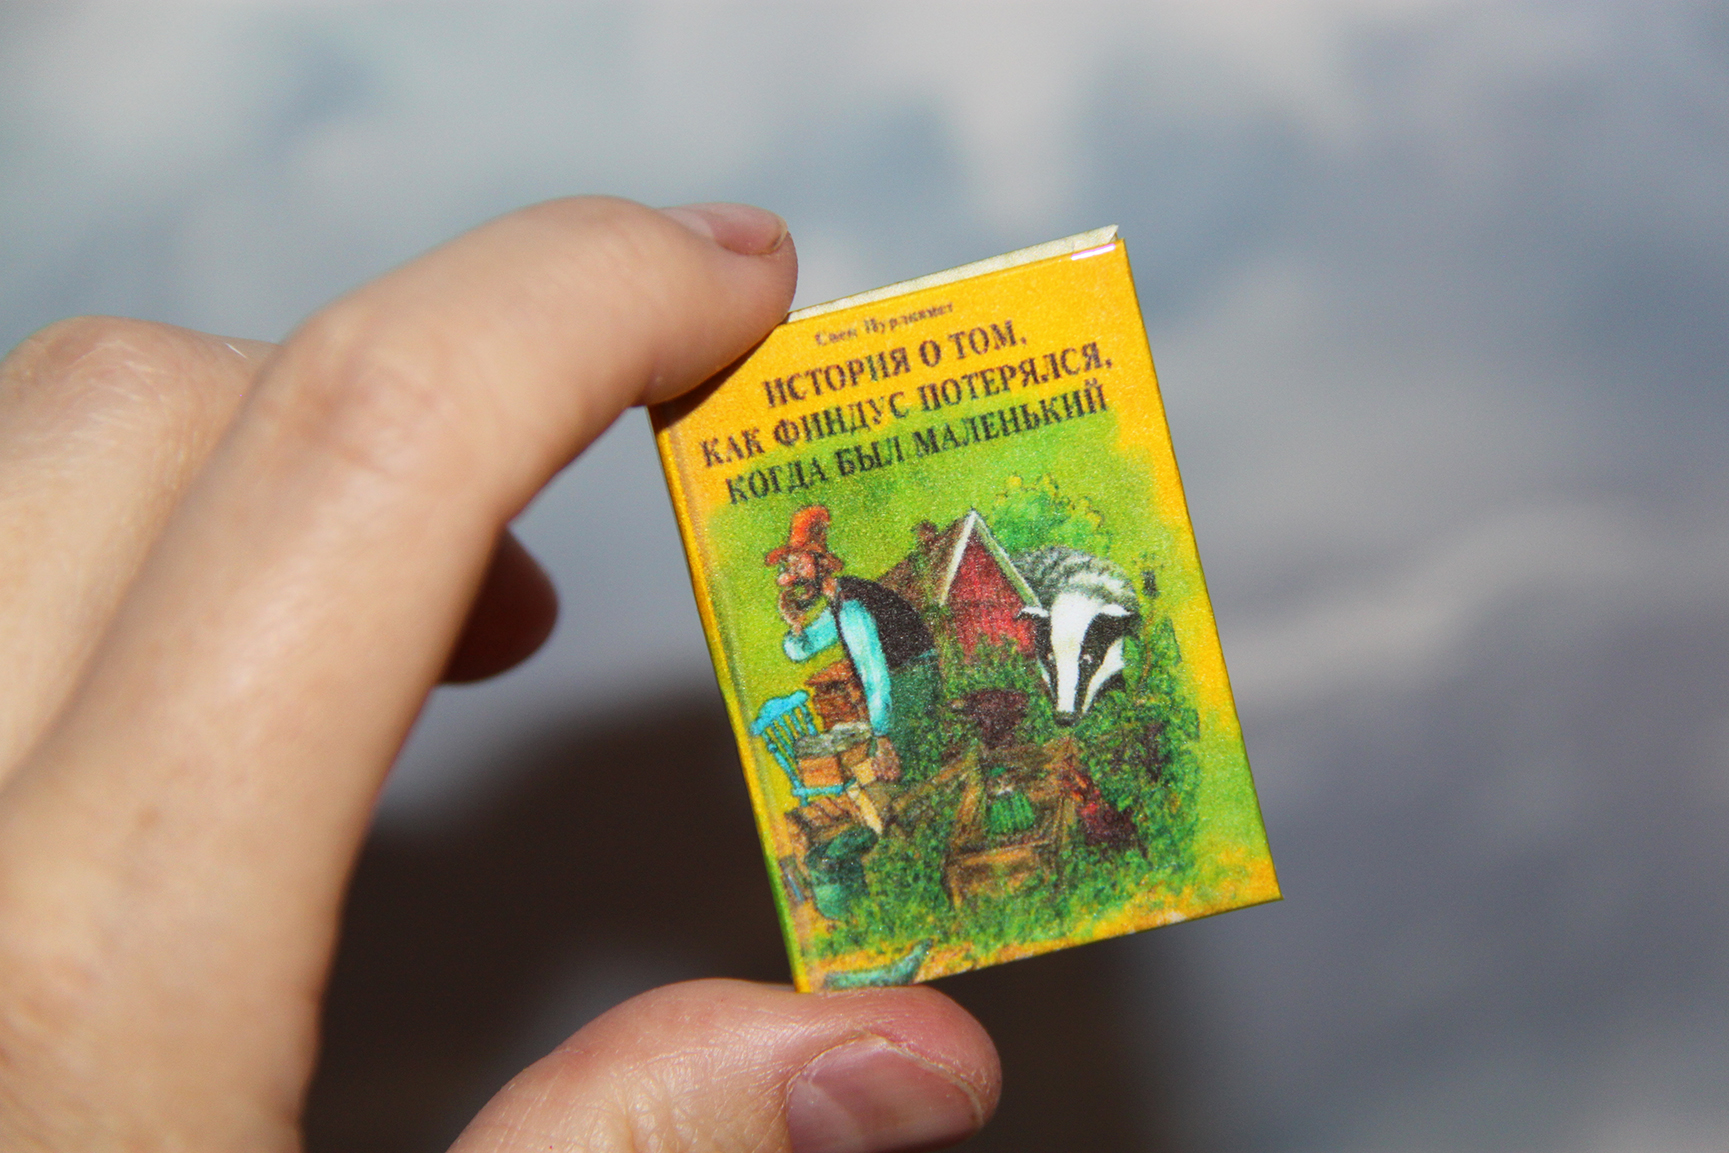 Свен Нурдквист
ИСТОРИЯ О ТОМ,
КАК ФИНДУС ПОТЕРЯЛСЯ,
КОГДА БЫЛ МАЛЕНЬКИЙ